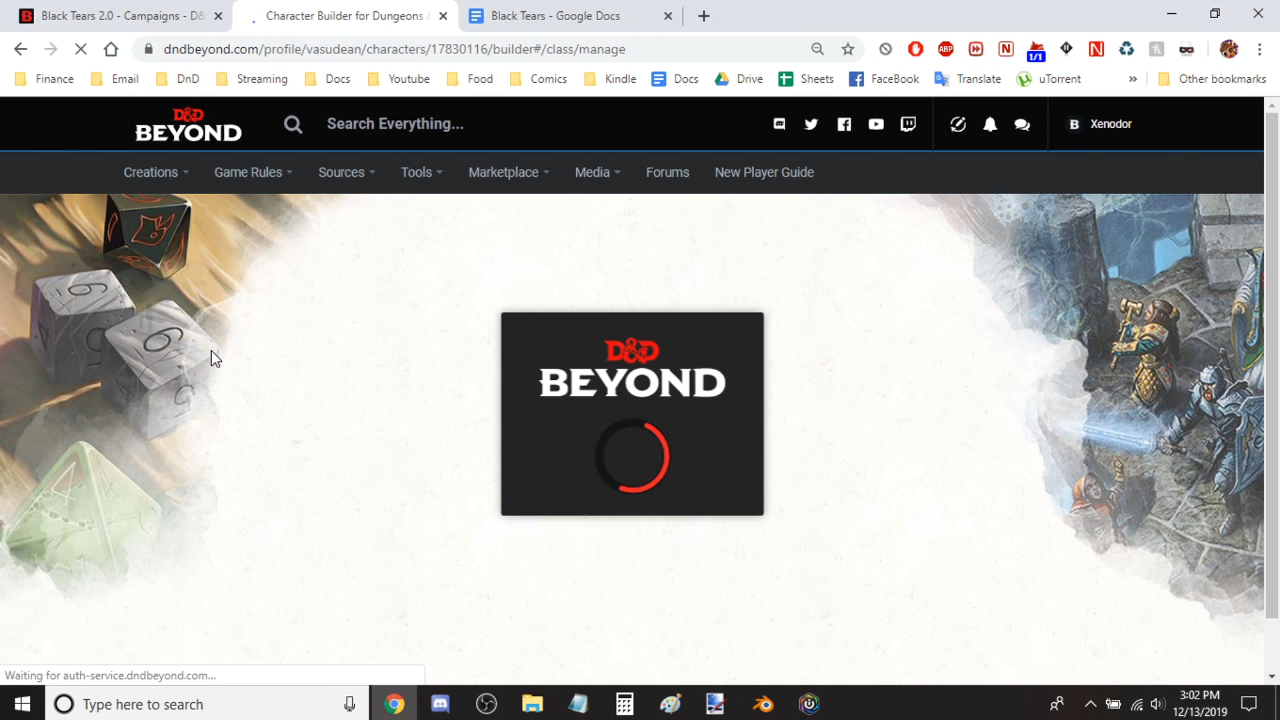 Black Tears 2.0 - Campaigns - D&
Character Builder for Dungeons &
Black Tears - Google Docs
dndbeyond.com/profile/vasudean/characters/17830116/builder#/class/manage
ABP
1/1
Finance
Email
DnD
Streaming
Docs
Youtube
Food
Comics
Kindle
Docs
Drive
Sheets
FaceBook
Translate
uTorrent
»
Other bookmarks
D&D
BEYOND
Search Everything...
B
Xenodor
Creations
Game Rules
Sources
Tools
Marketplace
Media
Forums
New Player Guide
D&D
BEYOND
Waiting for auth-service.dndbeyond.com...
Type here to search
3:02 PM
12/13/2019